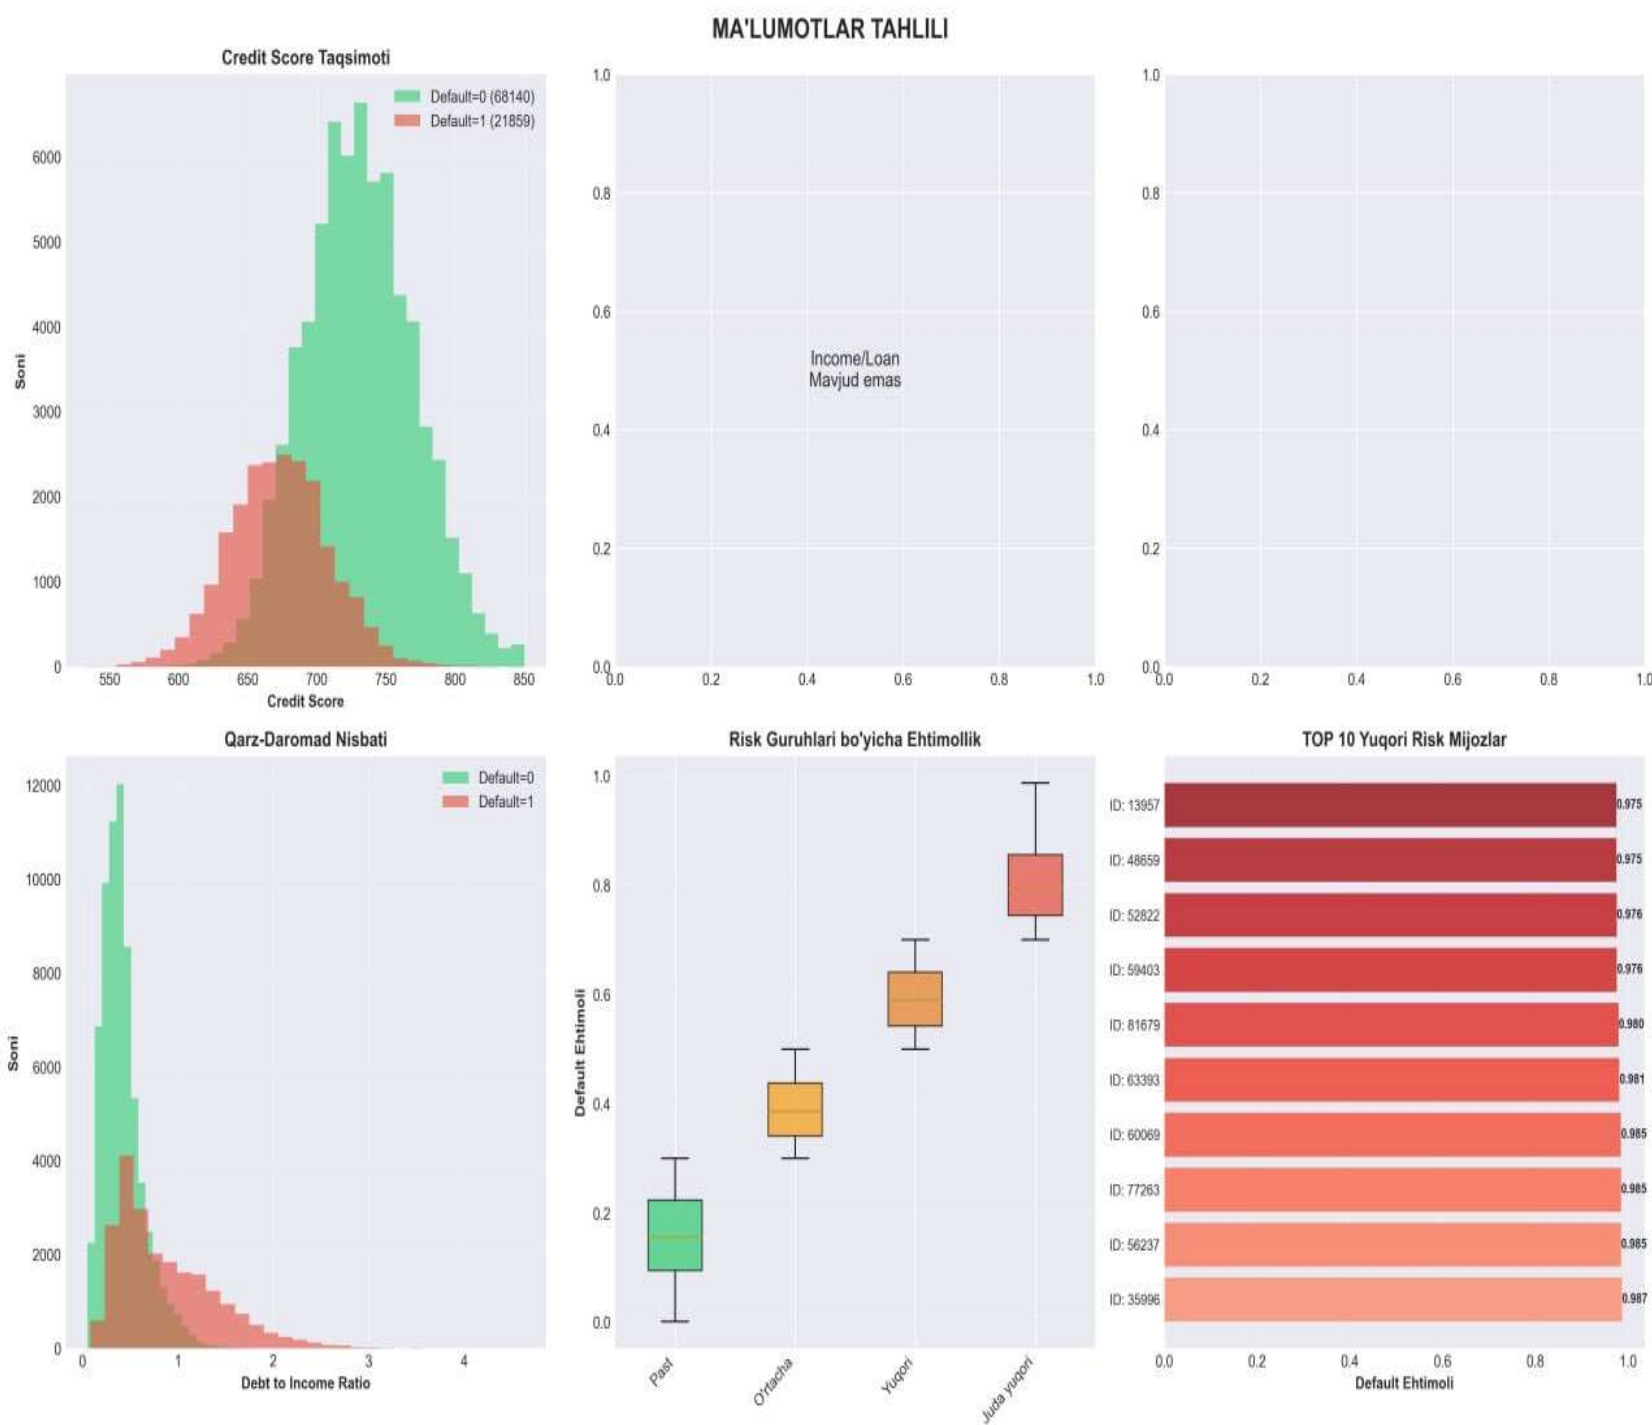 MA'LUMOTLAR TAHLILI
Credit Score Taqsimoti
Default=0 (68140)
Default=1 (21859)
Soni
6000
5000
4000
3000
2000
1000
0
550 600 650 700 750 800 850
Credit Score
1.0
0.8
0.6
0.4
0.2
0.0
Income/Loan
Mavjud emas
0.0 0.2 0.4 0.6 0.8 1.0
1.0
0.8
0.6
0.4
0.2
0.0
0.0 0.2 0.4 0.6 0.8 1.0
Qarz-Daromad Nisbati
Default=0
Default=1
Soni
12000
10000
8000
6000
4000
2000
0
0 1 2 3 4
Debt to Income Ratio
Risk Guruhlari bo'yicha Ehtimollik
Default Ehtimoli
1.0
0.8
0.6
0.4
0.2
0.0
Past O'rtacha Yuqori Juda yuqori
TOP 10 Yuqori Risk Mijozlar
ID: 13957 0.975
ID: 48659 0.975
ID: 52822 0.976
ID: 59403 0.976
ID: 81679 0.980
ID: 63393 0.981
ID: 60069 0.985
ID: 77263 0.985
ID: 56237 0.985
ID: 35996 0.987
0.0 0.2 0.4 0.6 0.8 1.0
Default Ehtimoli